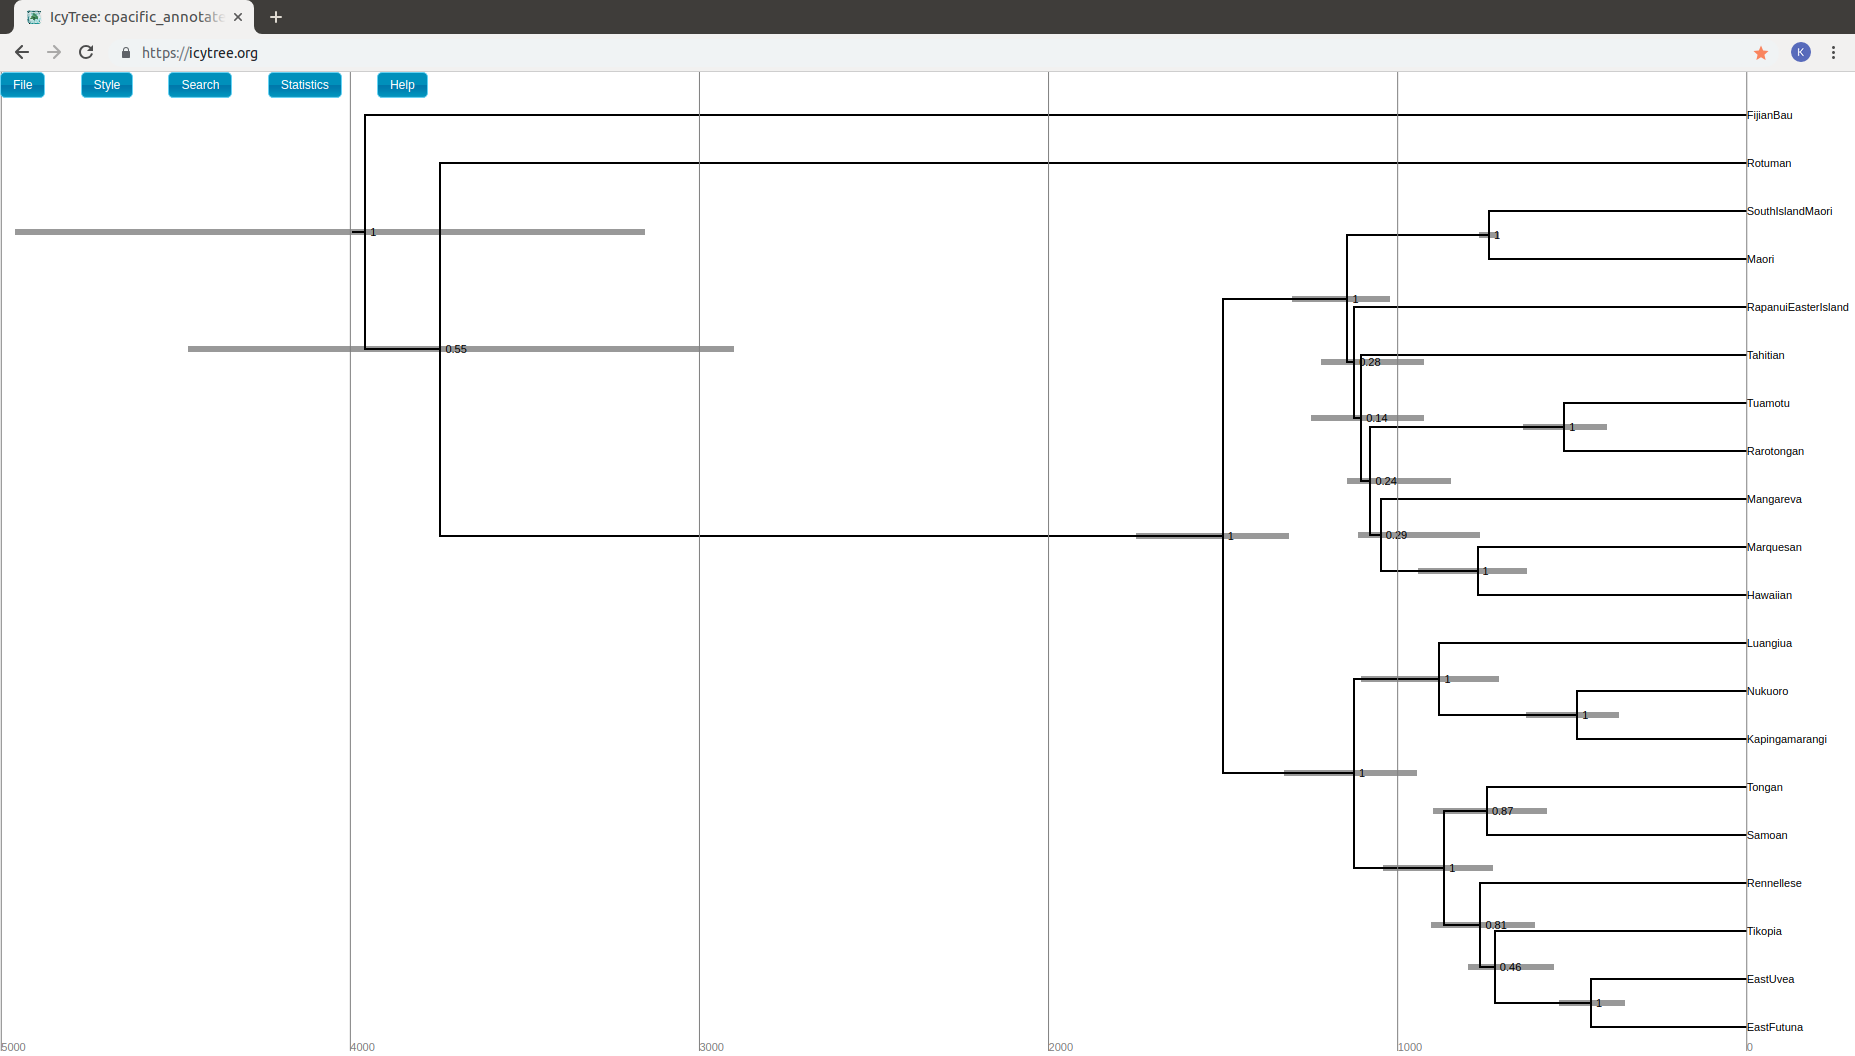 IcyTree: cpacific_annotate
https://icytree.org
K
File Style Search Statistics Help
FijianBau
Rotuman
SouthIslandMaori
1
1
Maori
1
RapanuiEasterIsland
0.55
Tahitian
0.28
Tuamotu
0.14
1
Rarotongan
0.24
Mangareva
0.29
1
Marquesan
1
Hawaiian
Luangiua
1
Nukuoro
1
Kapingamarangi
1
Tongan
0.87
Samoan
1
Rennellese
0.81
Tikopia
0.46
EastUvea
1
EastFutuna
5000 4000 3000 2000 1000 0